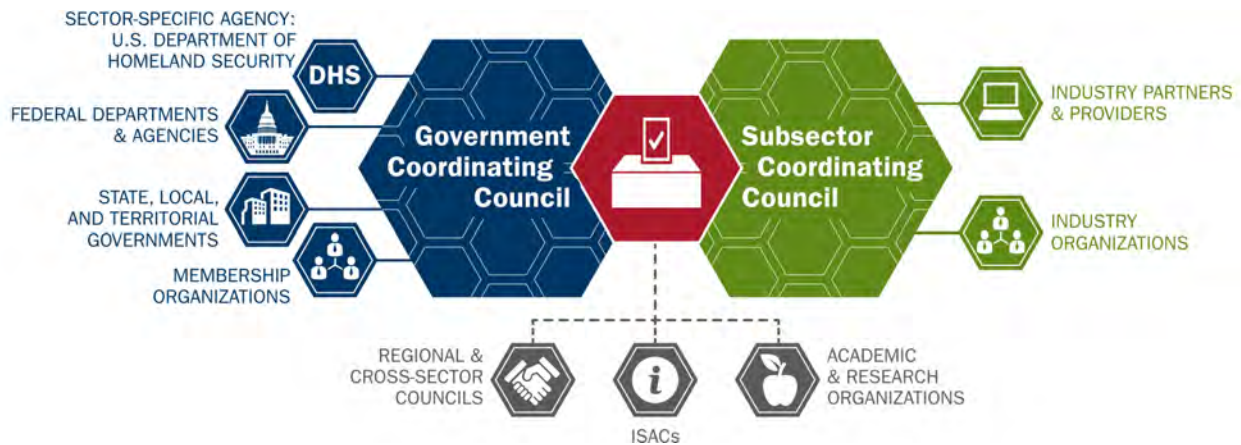 SECTOR-SPECIFIC AGENCY:
U.S. DEPARTMENT OF
HOMELAND SECURITY
DHS
FEDERAL DEPARTMENTS
& AGENCIES
STATE, LOCAL,
AND TERRITORIAL
GOVERNMENTS
MEMBERSHIP
ORGANIZATIONS
Government
Coordinating
Council
Subsector
Coordinating
Council
INDUSTRY PARTNERS
& PROVIDERS
INDUSTRY
ORGANIZATIONS
REGIONAL &
CROSS-SECTOR
COUNCILS
i
ISACs
ACADEMIC
& RESEARCH
ORGANIZATIONS